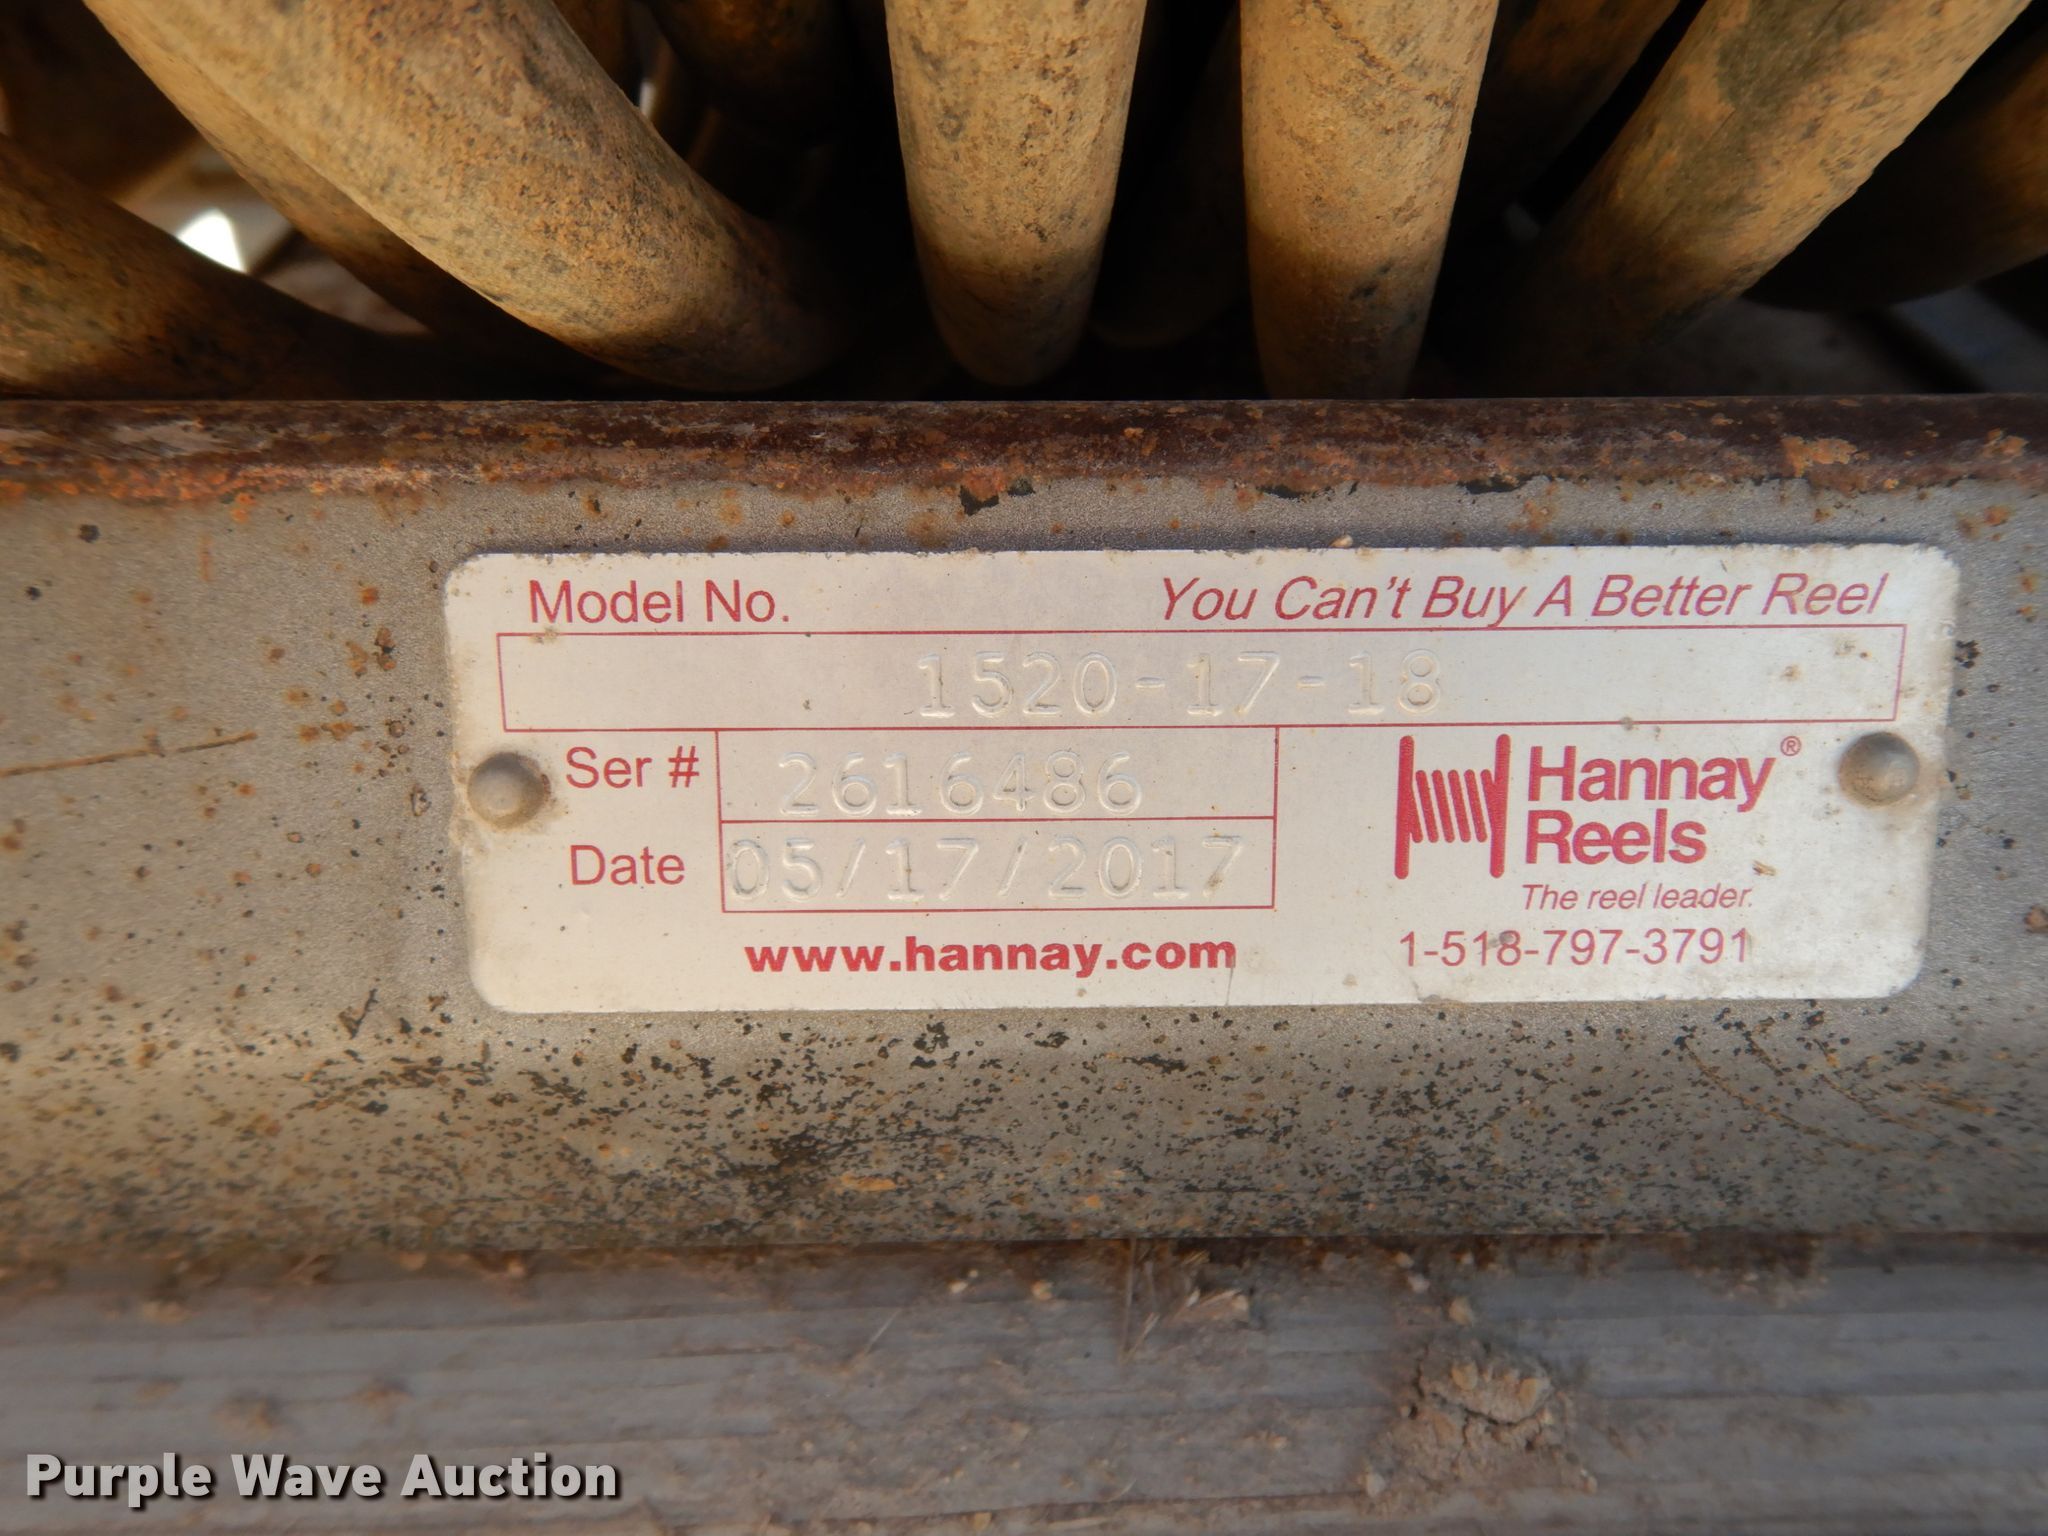 Model No. You Can't Buy A Better Reel
1520-17-18
Ser # 2616486
Date 05/17/2017
Hannay®
Reels
The reel leader.
www.hannay.com 1-518-797-3791
Purple Wave Auction